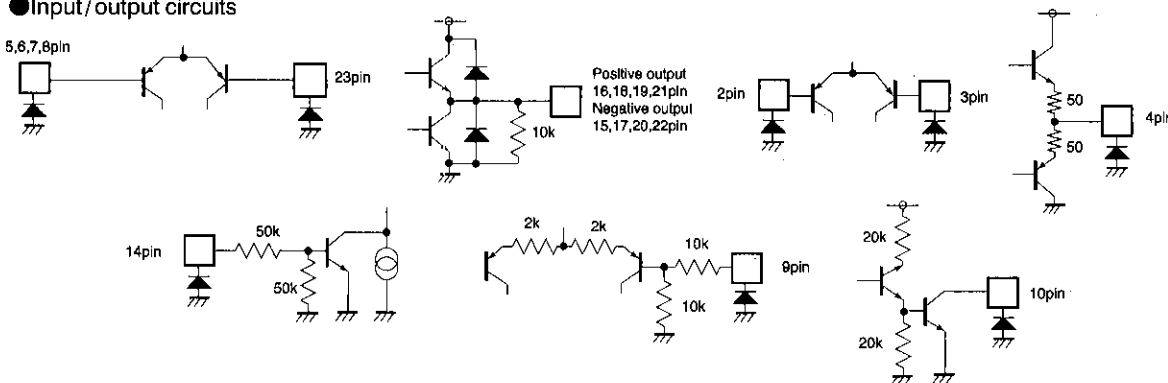 ●Input/output circuits
5,6,7,8pin
23pin
Positive output
16,18,19,21pin
Negative output
15,17,20,22pin
10k
2pin
3pin
50
50
4pin
14pin
50k
50k
2k
2k
10k
10k
9pin
20k
20k
10pin